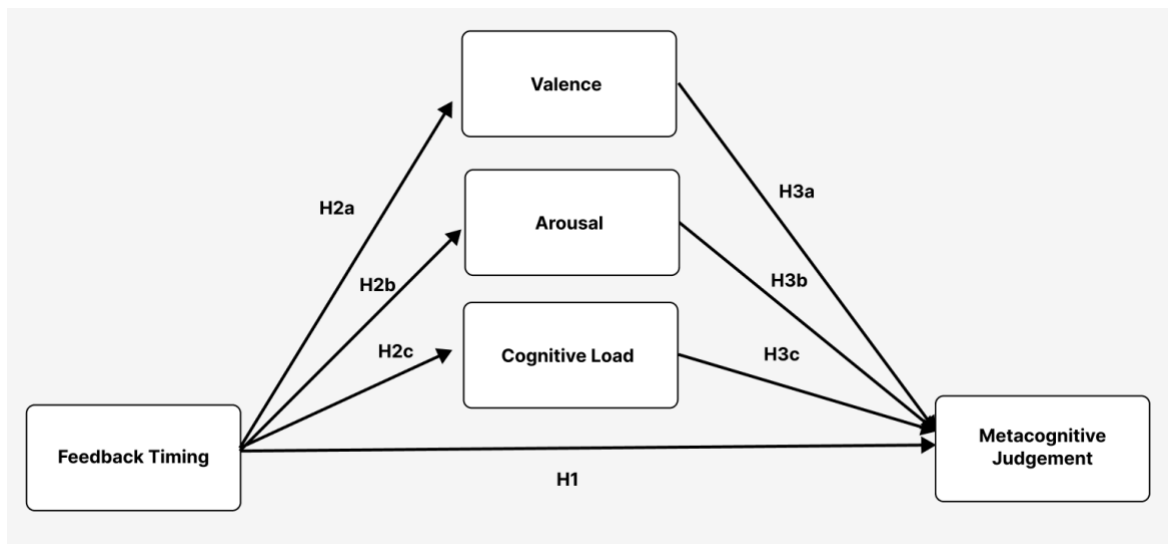 Valence
H2a
H3a
Arousal
H2b
H3b
H2c
Cognitive Load
H3c
Feedback Timing
Metacognitive
Judgement
H1